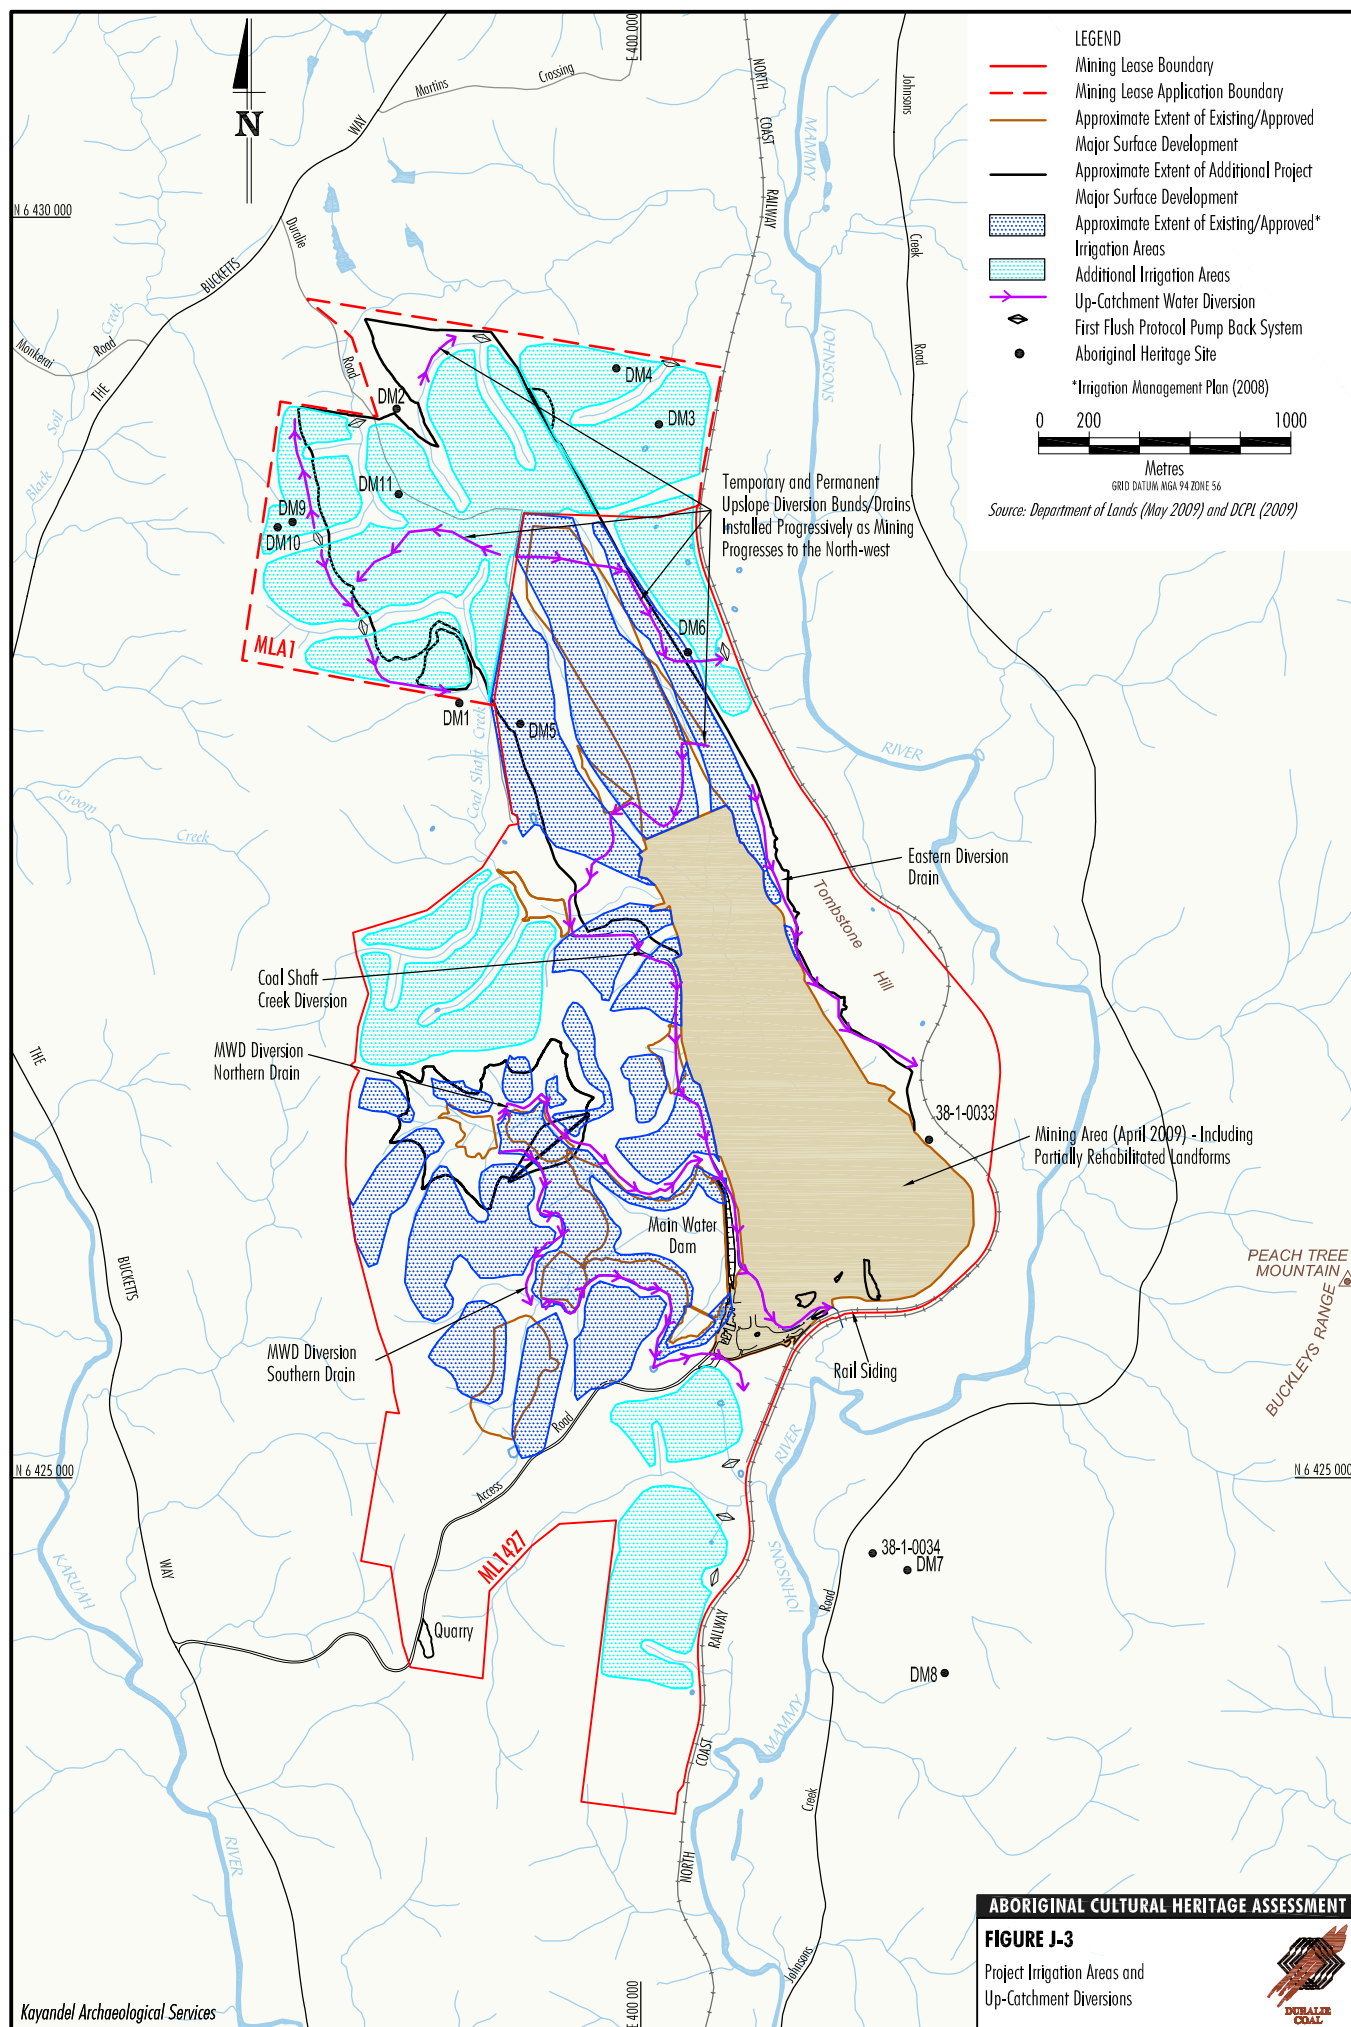 LEGEND
Mining Lease Boundary
Mining Lease Application Boundary
Approximate Extent of Existing/Approved
Major Surface Development
Approximate Extent of Additional Project
Major Surface Development
Approximate Extent of Existing/Approved*
Irrigation Areas
Additional Irrigation Areas
Up-Catchment Water Diversion
First Flush Protocol Pump Back System
Aboriginal Heritage Site
*Irrigation Management Plan (2008)
0 200 1000
Metres
GRID DATUM MGA 94 ZONE 56
Source: Department of Lands (May 2009) and DCPL (2009)
E 400 000
N
Martins
Crossing
NORTH
COAST
RAILWAY
MAMMY
JOHNSONS
RIVER
Johnsons
Creek
Road
N 6 430 000
WAY
BUCKETTS
THE
Duralie
Road
Monkerai
Road
Black
Soil
Creek
DM4
DM3
DM2
DM11
DM9
DM10
MLA1
DM1
DM6
DM5
Temporary and Permanent
Upslope Diversion Bunds/Drains
Installed Progressively as Mining
Progresses to the North-west
Coal Shaft Creek
Groom
Creek
Eastern Diversion
Drain
Tombstone
Hill
Coal Shaft
Creek Diversion
MWD Diversion
Northern Drain
THE
BUCKETTS
WAY
38-1-0033
Mining Area (April 2009) - Including
Partially Rehabilitated Landforms
Main Water
Dam
PEACH TREE
MOUNTAIN
BUCKLEYS RANGE
MWD Diversion
Southern Drain
Rail Siding
Road
Access
RIVER
N 6 425 000
N 6 425 000
ML1427
38-1-0034
DM7
DM8
JOHNSONS
Road
RAILWAY
Quarry
KARUAH
RIVER
MAMMY
COAST
Creek
NORTH
Johnsons
E 400 000
Kayandel Archaeological Services
ABORIGINAL CULTURAL HERITAGE ASSESSMENT
FIGURE J-3
Project Irrigation Areas and
Up-Catchment Diversions
DURALIE
COAL